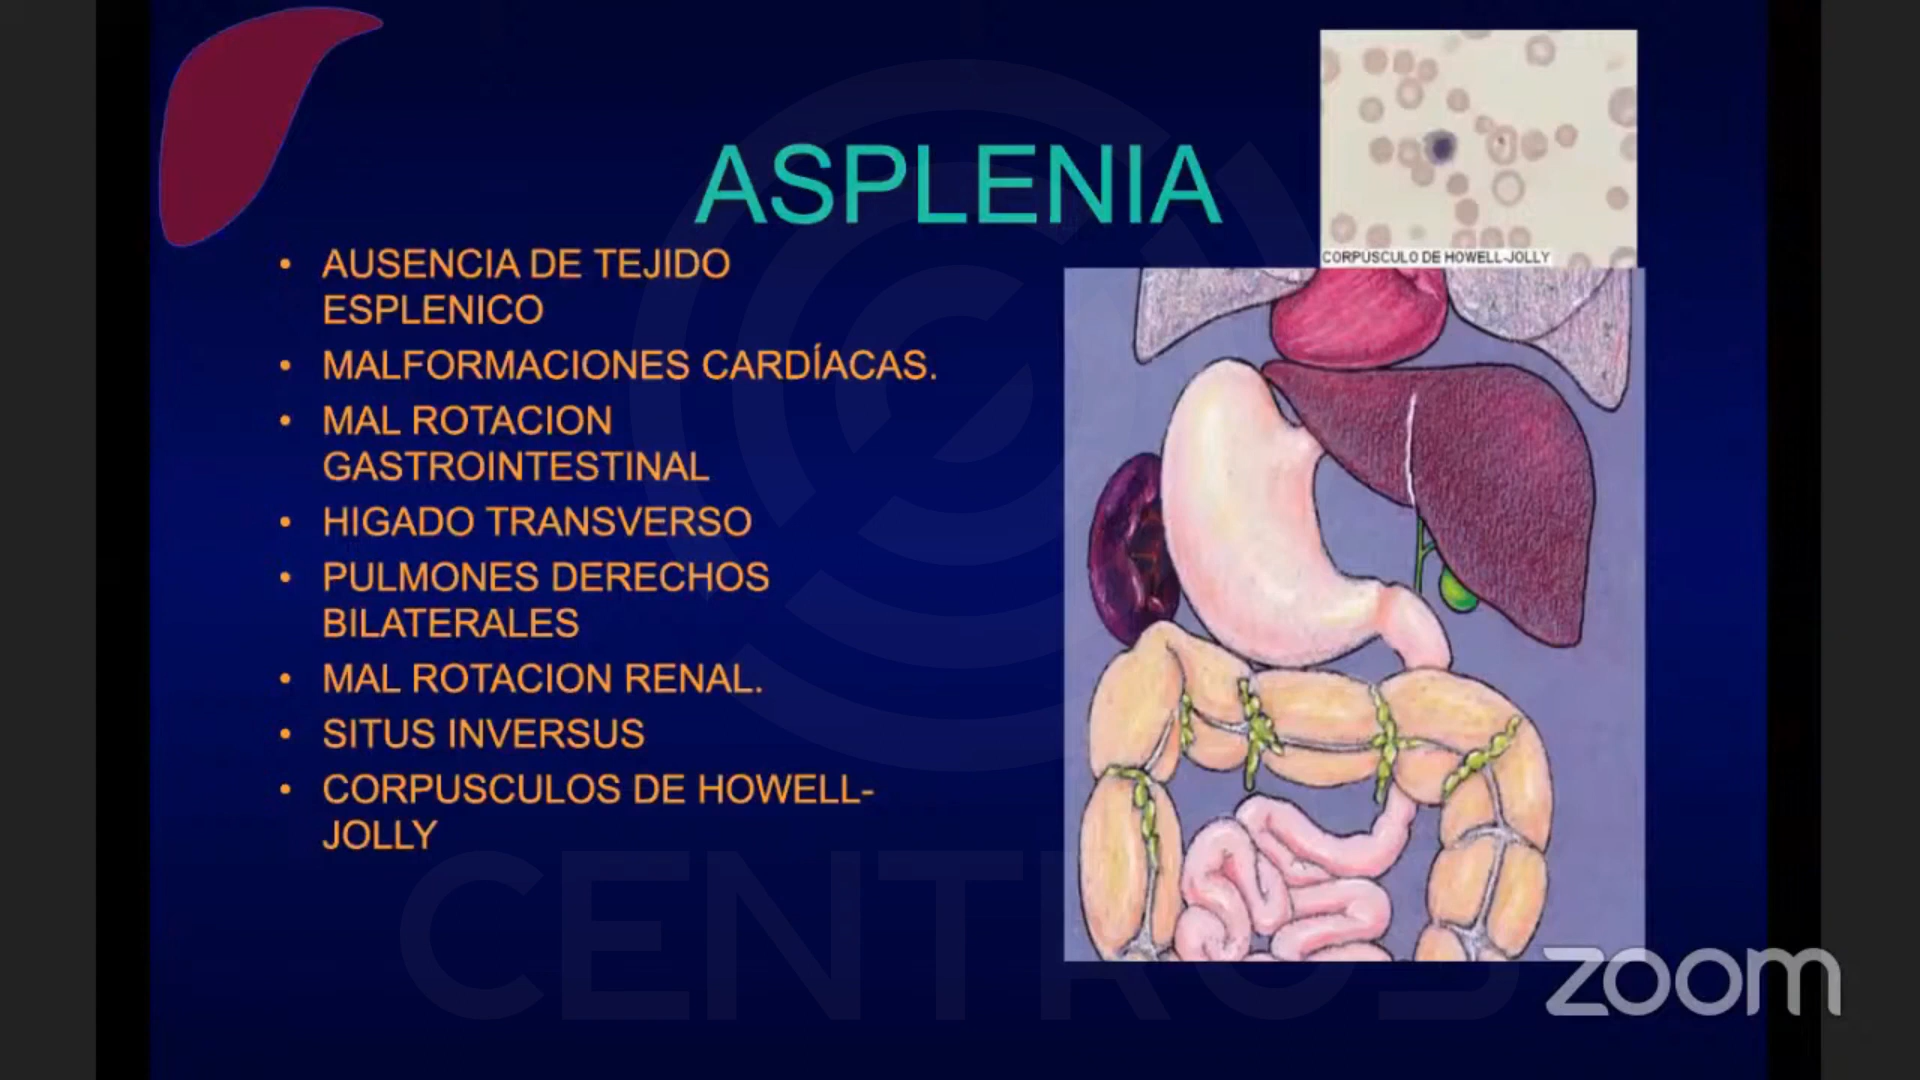 ASPLENIA
• AUSENCIA DE TEJIDO
ESPLENICO
• MALFORMACIONES CARDÍACAS.
• MAL ROTACION
GASTROINTESTINAL
• HIGADO TRANSVERSO
• PULMONES DERECHOS
BILATERALES
• MAL ROTACION RENAL.
• SITUS INVERSUS
• CORPUSCULOS DE HOWELL-
JOLLY
CORPUSCULO DE HOWELL-JOLLY
zoom